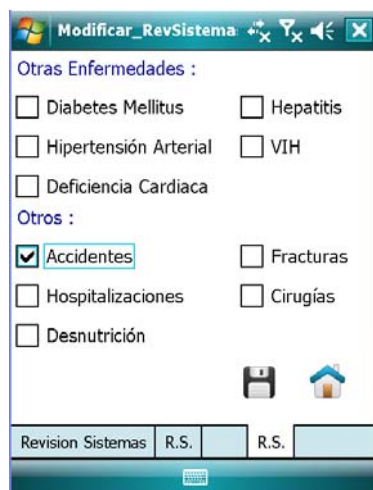 Modificar_RevSistema
Otras Enfermedades :
Diabetes Mellitus Hepatitis
Hipertensión Arterial VIH
Deficiencia Cardiaca
Otros :
Accidentes Fracturas
Hospitalizaciones Cirugías
Desnutrición
Revision Sistemas R.S. R.S.